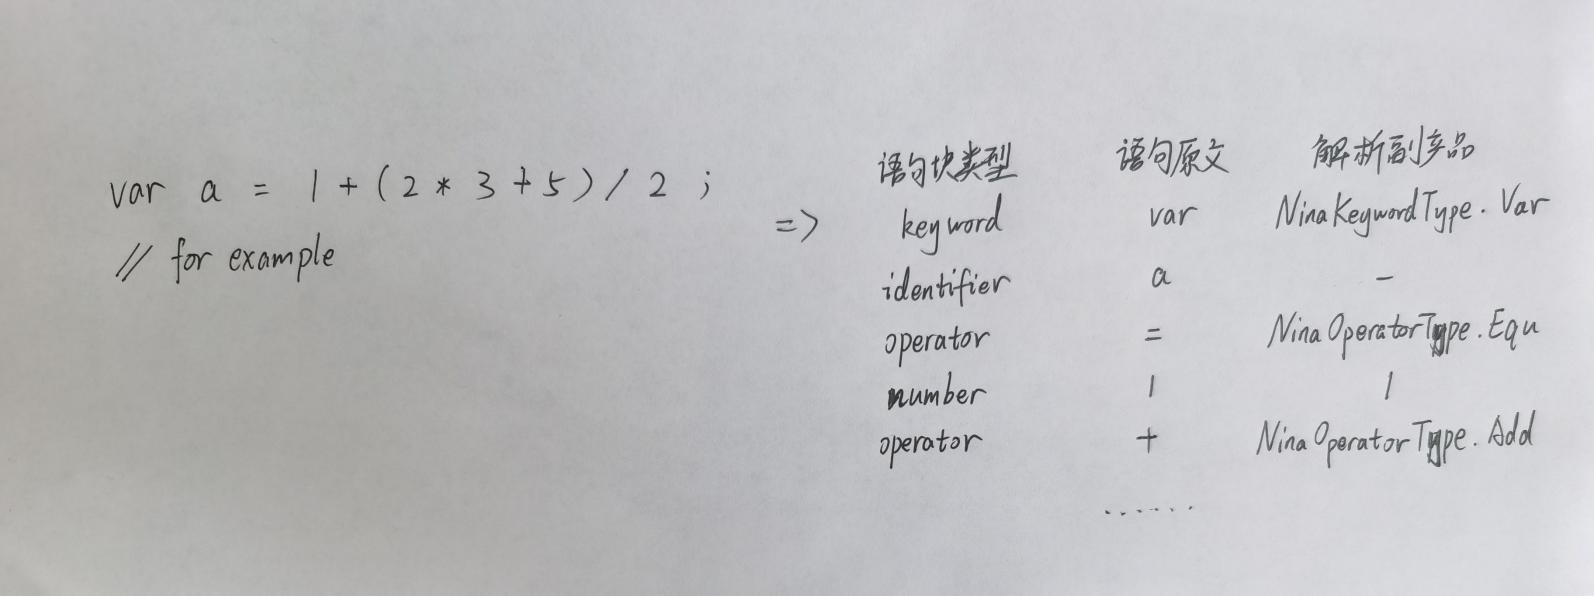 var a = 1 + ( 2 * 3 + 5 ) / 2 ;
// for example
=>
语句块类型 语句原文 解析副产品
keyword var NinaKeywordType.Var
identifier a -
operator = NinaOperatorType.Equ
number 1 1
operator + NinaOperatorType.Add
......